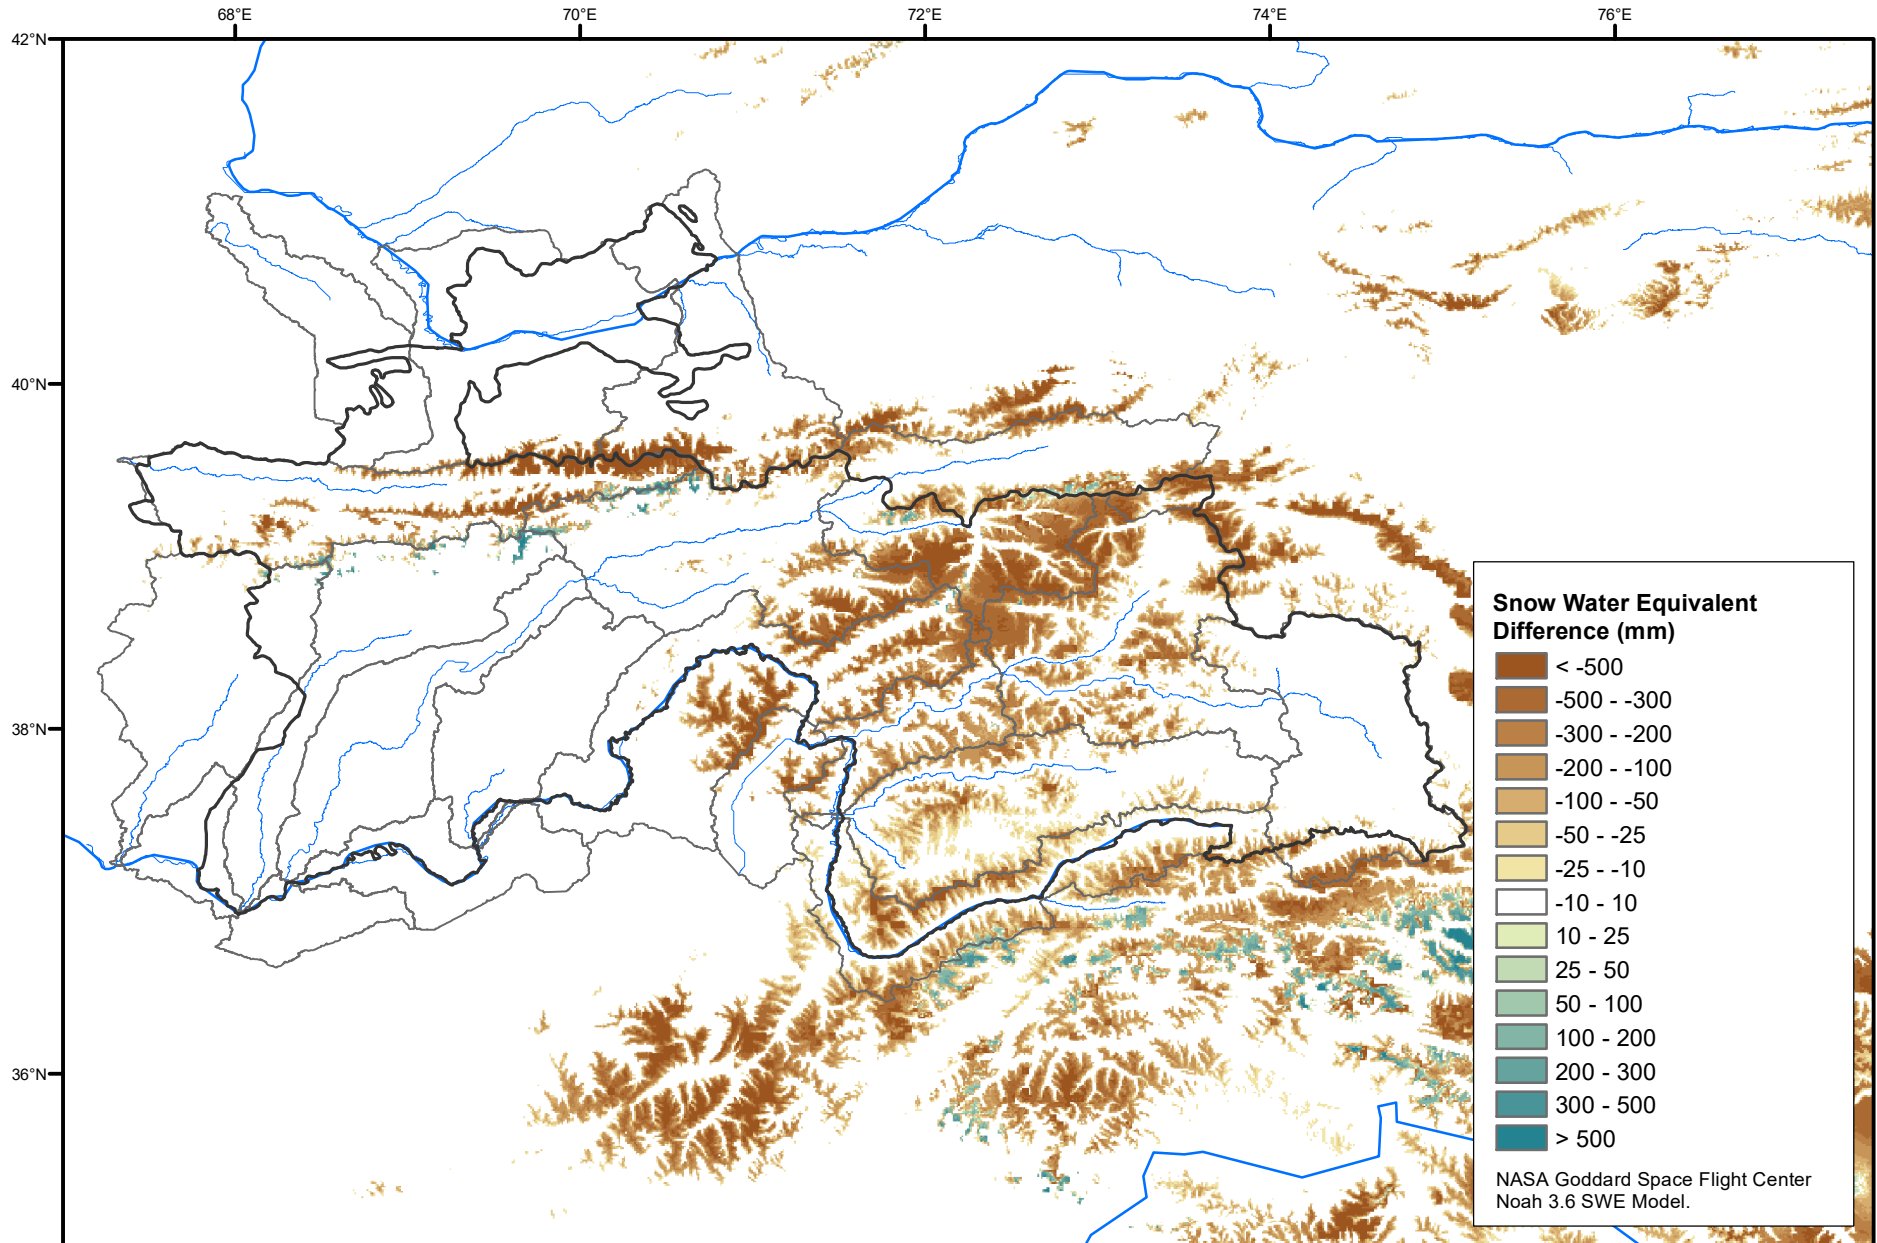 68°E
70°E
72°E
74°E
76°E
42°N
40°N
38°N
36°N
Snow Water Equivalent
Difference (mm)
< -500
-500 - -300
-300 - -200
-200 - -100
-100 - -50
-50 - -25
-25 - -10
-10 - 10
10 - 25
25 - 50
50 - 100
100 - 200
200 - 300
300 - 500
> 500
NASA Goddard Space Flight Center
Noah 3.6 SWE Model.